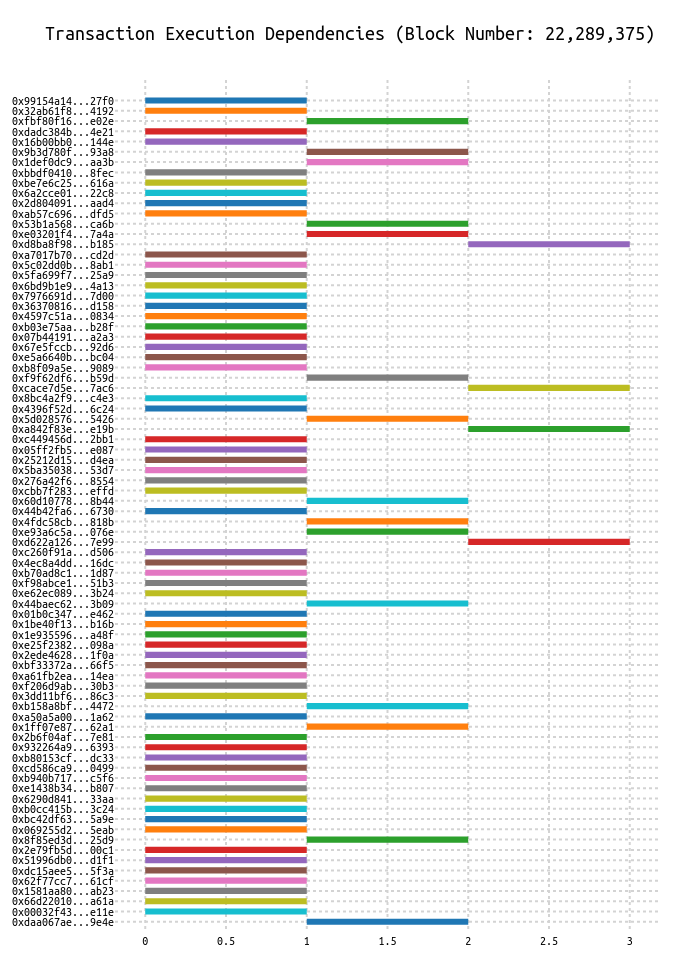 Transaction Execution Dependencies (Block Number: 22,289,375)
0x99154a14...27f0
0x32ab61f8...4192
0xfbf80f16...e02e
0xdadc384b...4e21
0x16b00bb0...144e
0x9b3d780f...93a8
0x1def0dc9...aa3b
0xbbdf0410...8fec
0xbe7e6c25...616a
0x6a2cce01...22c8
0x2d804091...aad4
0xab57c696...dfd5
0x53b1a568...ca6b
0xe03201f4...7a4a
0xd8ba8f98...b185
0xa7017b70...cd2d
0x5c02dd0b...8ab1
0x5fa699f7...25a9
0x6bd9b1e9...4a13
0x7976691d...7d00
0x36370816...d158
0x4597c51a...0834
0xb03e75aa...b28f
0x07b44191...a2a3
0x67e5fccb...92d6
0xe5a6640b...bc04
0xb8f09a5e...9089
0xf9f62df6...b59d
0xcace7d5e...7ac6
0x8bc4a2f9...c4e3
0x4396f52d...6c24
0x5d028576...5426
0xa842f83e...e19b
0xc449456d...2bb1
0x05ff2fb5...e087
0x25212d15...d4ea
0x5ba35038...53d7
0x276a42f6...8554
0xcbb7f283...effd
0x60d10778...8b44
0x44b42fa6...6730
0x4fdc58cb...818b
0xe93a6c5a...076e
0xd622a126...7e99
0xc260f91a...d506
0x4ec8a4dd...16dc
0xb70ad8c1...1d87
0xf98abce1...51b3
0xe62ec089...3b24
0x44baec62...3b09
0x01b0c347...e462
0x1be40f13...b16b
0x1e935596...a48f
0xe25f2382...098a
0x2ede4628...1f0a
0xbf33372a...66f5
0xa61fb2ea...14ea
0xf206d9ab...30b3
0x3dd11bf6...86c3
0xb158a8bf...4472
0xa50a5a00...1a62
0x1ff07e87...62a1
0x2b6f04af...7e81
0x932264a9...6393
0xb80153cf...dc33
0xcd586ca9...0499
0xb940b717...c5f6
0xe1438b34...b807
0x6290d841...33aa
0xb0cc415b...3c24
0xbc42df63...5a9e
0x069255d2...5eab
0x8f85ed3d...25d9
0x2e79fb5d...00c1
0x51996db0...d1f1
0xdc15aee5...5f3a
0x62f77cc7...61cf
0x1581aa80...ab23
0x66d22010...a61a
0x00032f43...e11e
0xdaa067ae...9e4e
0 0.5 1 1.5 2 2.5 3